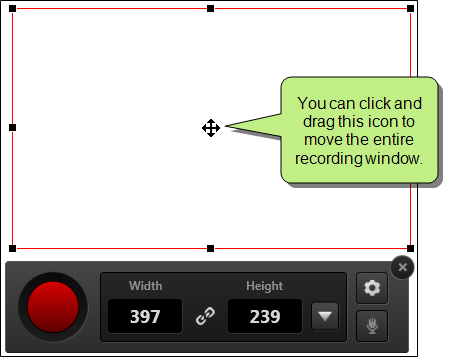 You can click and
drag this icon to
move the entire
recording window.
Width
Height
397
239